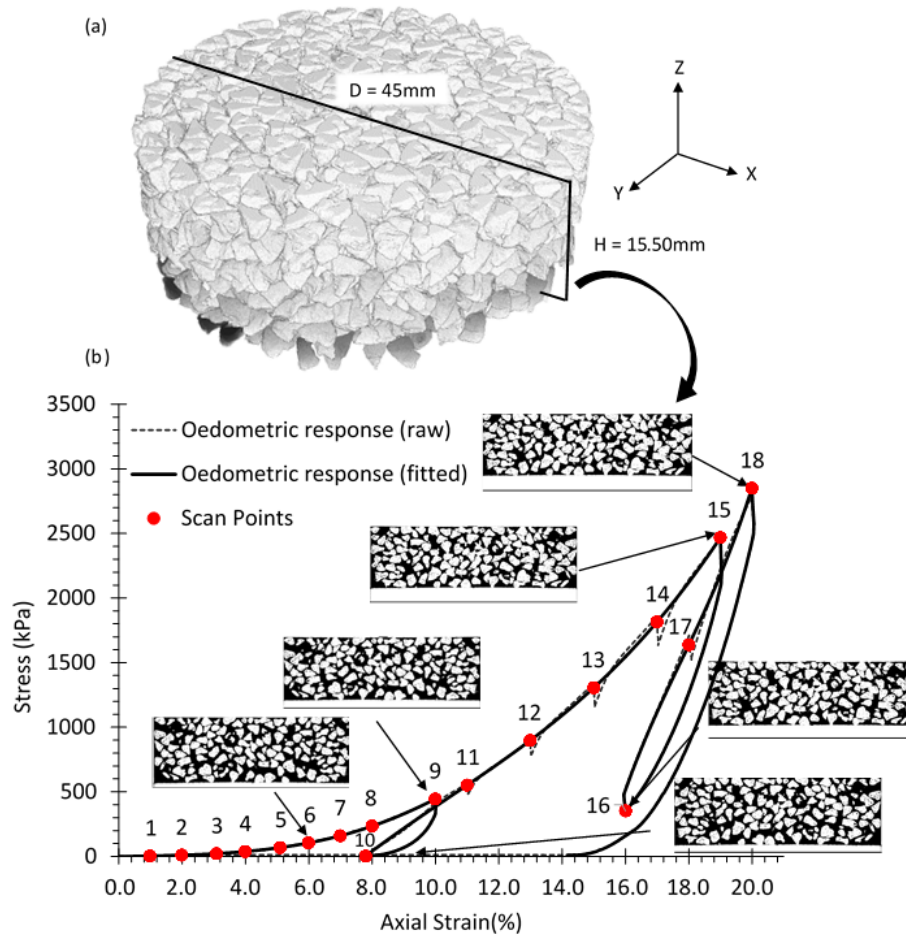 (a)
D = 45mm
Z
Y
X
H = 15.50mm
(b)
3500
3000
2500
2000
1500
1000
500
0
Stress (kPa)
Oedometric response (raw)
Oedometric response (fitted)
Scan Points
1
2
3
4
5
6
7
8
9
10
11
12
13
14
15
16
17
18
0.0 2.0 4.0 6.0 8.0 10.0 12.0 14.0 16.0 18.0 20.0
Axial Strain(%)